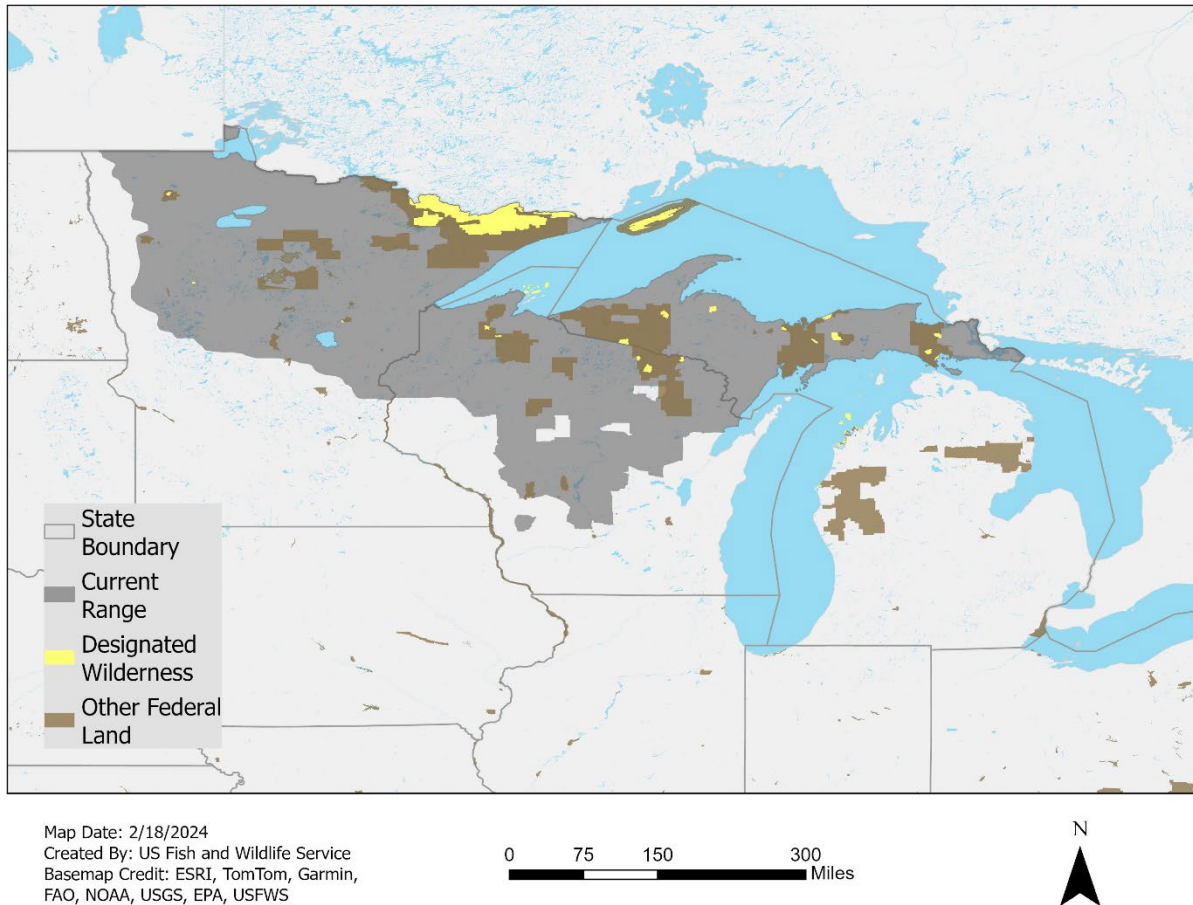 State
Boundary
Current
Range
Designated
Wilderness
Other Federal
Land
Map Date: 2/18/2024
Created By: US Fish and Wildlife Service
Basemap Credit: ESRI, TomTom, Garmin,
FAO, NOAA, USGS, EPA, USFWS
0 75 150 300
Miles
N